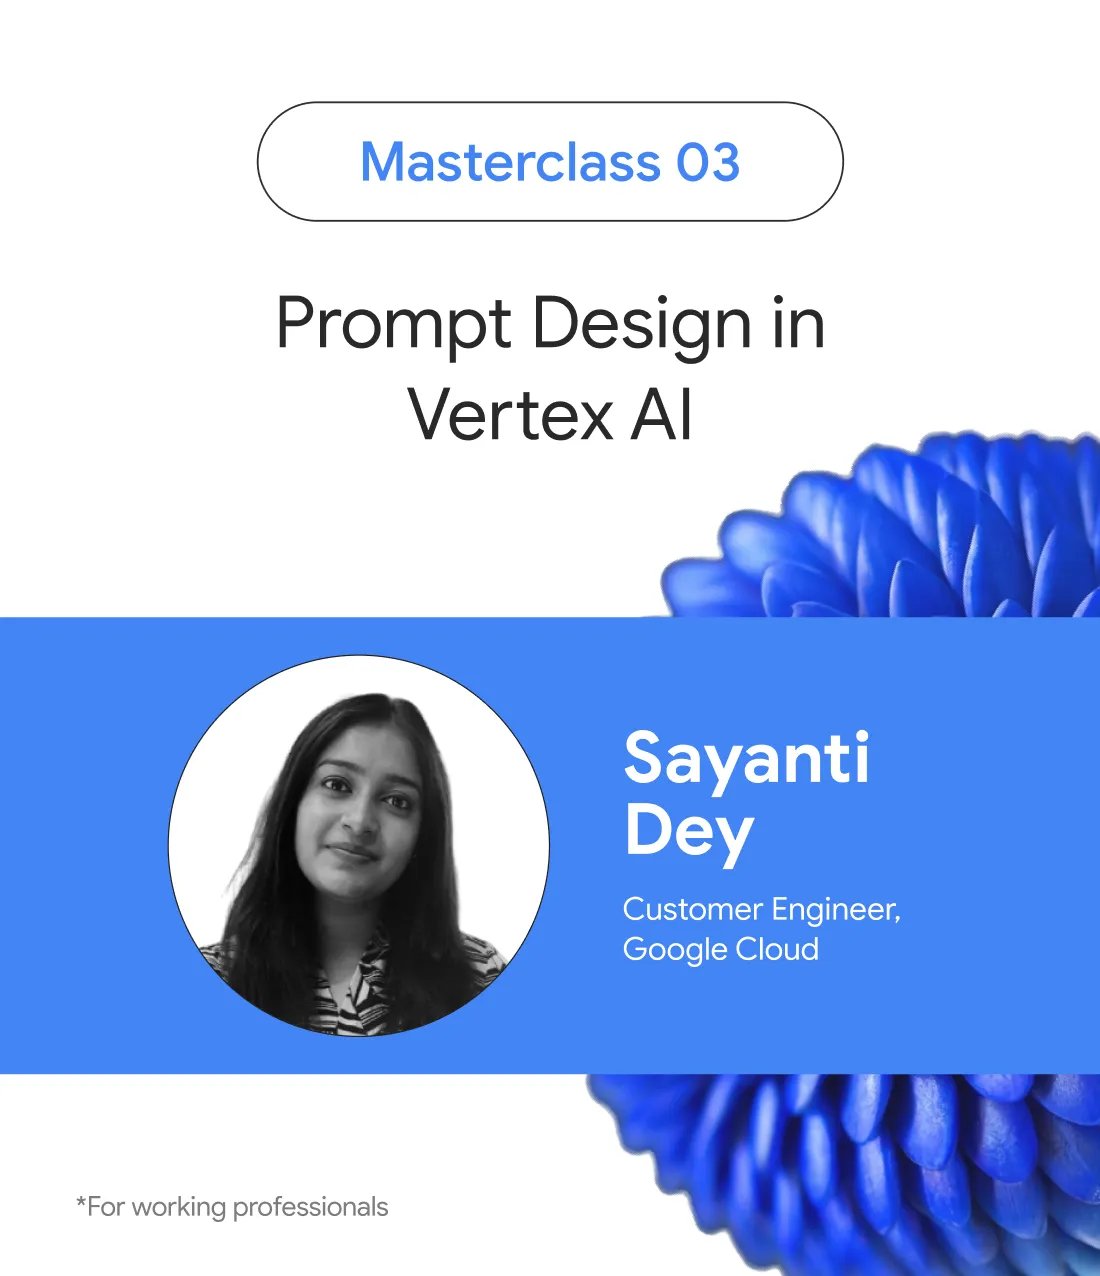 Masterclass 03
Prompt Design in
Vertex AI
Sayanti
Dey
Customer Engineer,
Google Cloud
*For working professionals